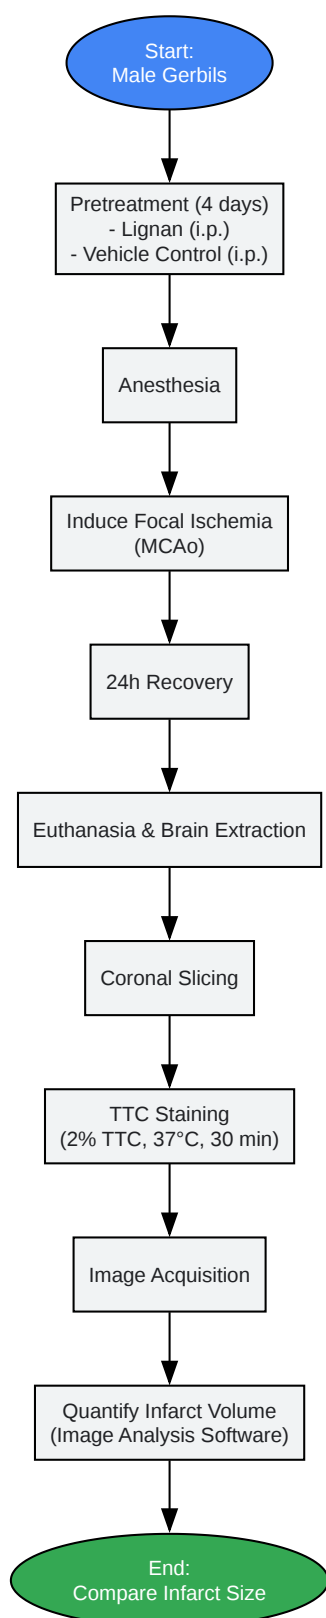 Start:
Male Gerbils
Pretreatment (4 days)
- Lignan (i.p.)
- Vehicle Control (i.p.)
Anesthesia
Induce Focal Ischemia
(MCAo)
24h Recovery
Euthanasia & Brain Extraction
Coronal Slicing
TTC Staining
(2% TTC, 37°C, 30 min)
Image Acquisition
Quantify Infarct Volume
(Image Analysis Software)
End:
Compare Infarct Size